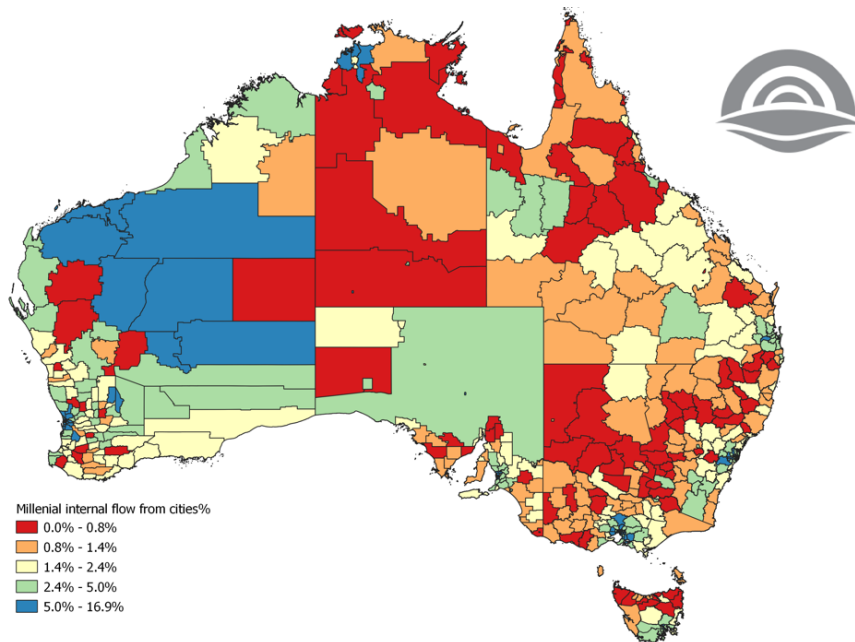 Millenial internal flow from cities%
0.0% - 0.8%
0.8% - 1.4%
1.4% - 2.4%
2.4% - 5.0%
5.0% - 16.9%